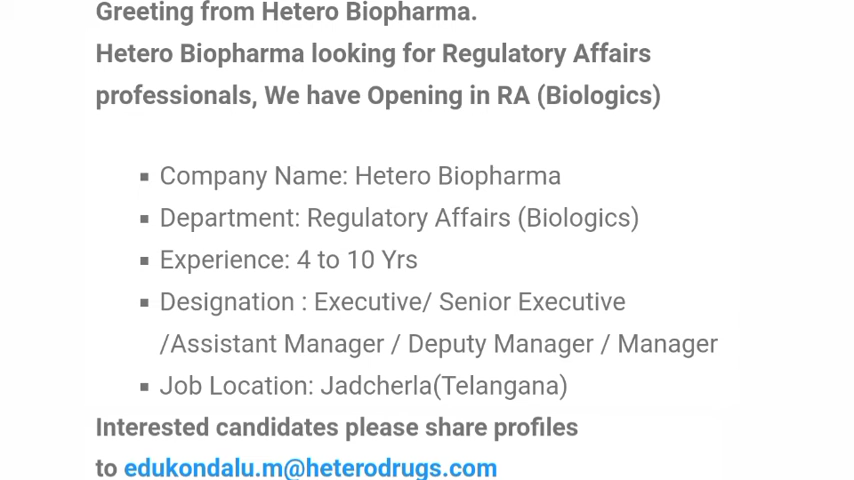 Greeting from Hetero Biopharma.
Hetero Biopharma looking for Regulatory Affairs
professionals, We have Opening in RA (Biologics)
▪ Company Name: Hetero Biopharma
▪ Department: Regulatory Affairs (Biologics)
▪ Experience: 4 to 10 Yrs
▪ Designation : Executive/ Senior Executive
/Assistant Manager / Deputy Manager / Manager
▪ Job Location: Jadcherla(Telangana)
Interested candidates please share profiles
to edukondalu.m@heterodrugs.com